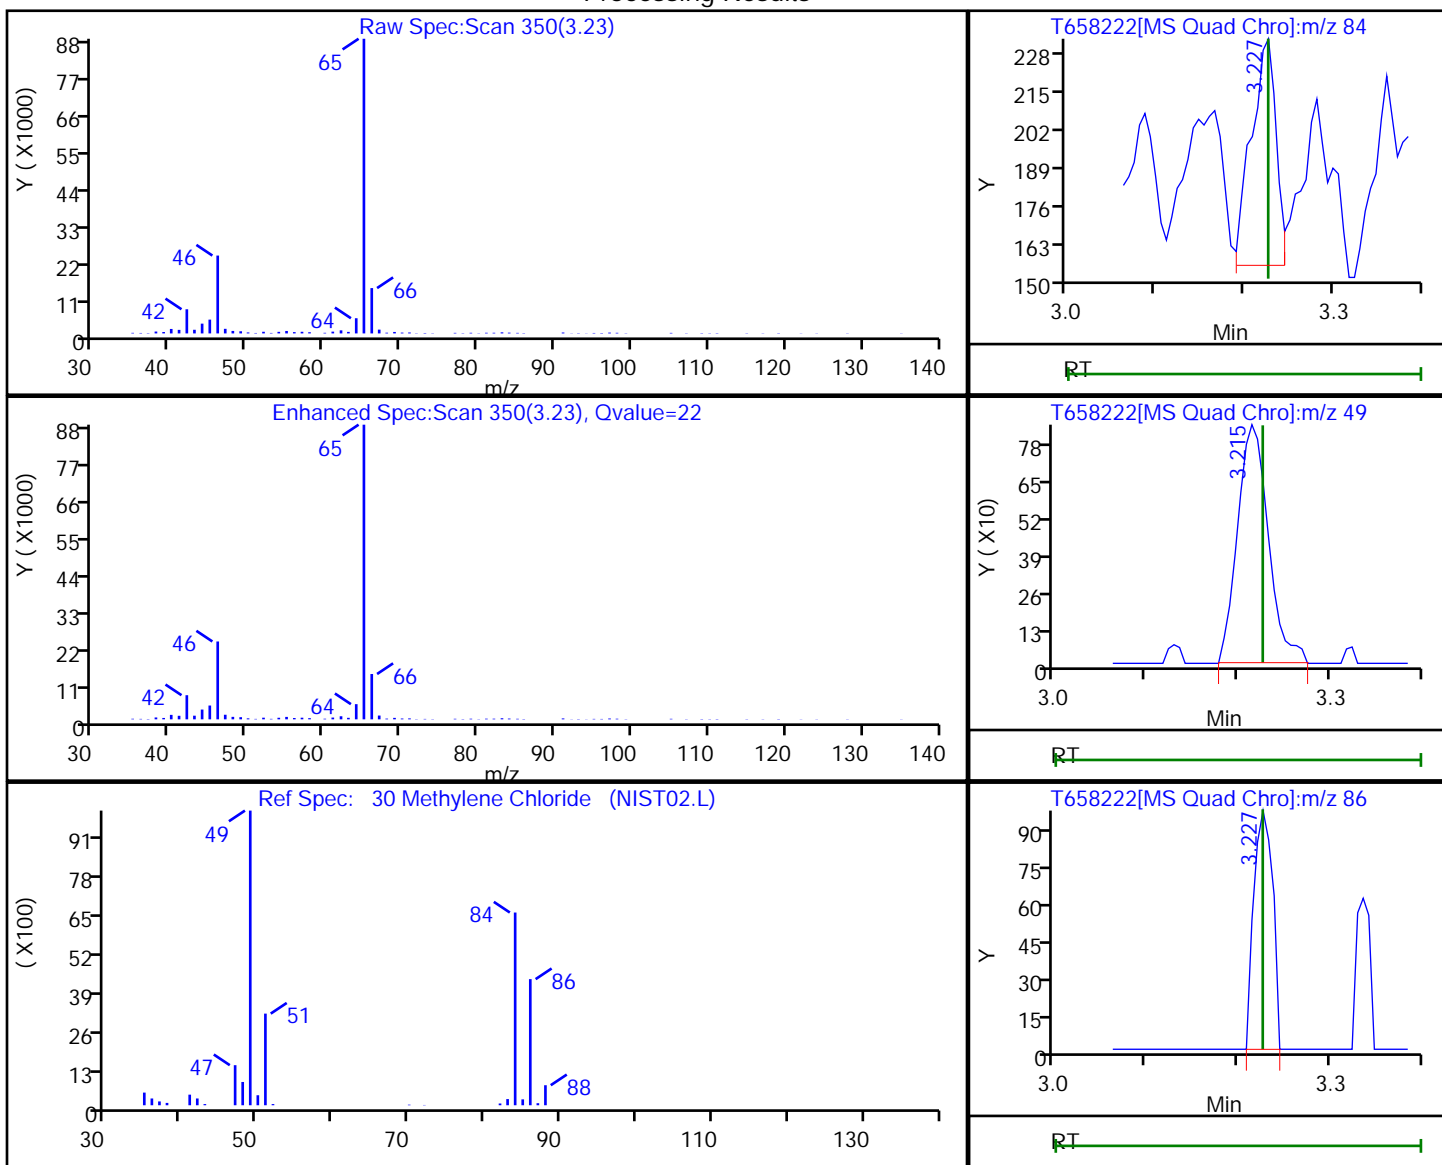 Processing Results
Raw Spec:Scan 350(3.23)
Y ( X1000)
88
77
66
55
44
33
22
11
0
65
46
42
64
66
30 40 50 60 70 80 90 100 110 120 130 140
m/z
T658222[MS Quad Chro]:m/z 84
Y
228
215
202
189
176
163
150
3.227
3.0 3.3
Min
RT
Enhanced Spec:Scan 350(3.23), Qvalue=22
Y ( X1000)
88
77
66
55
44
33
22
11
0
65
46
42
64
66
30 40 50 60 70 80 90 100 110 120 130 140
m/z
T658222[MS Quad Chro]:m/z 49
Y ( X10)
78
65
52
39
26
13
0
3.215
3.0 3.3
Min
RT
Ref Spec: 30 Methylene Chloride (NIST02.L)
( X100)
91
78
65
52
39
26
13
0
49
84
86
51
47
88
30 50 70 90 110 130
T658222[MS Quad Chro]:m/z 86
Y
90
75
60
45
30
15
0
3.227
3.0 3.3
Min
RT